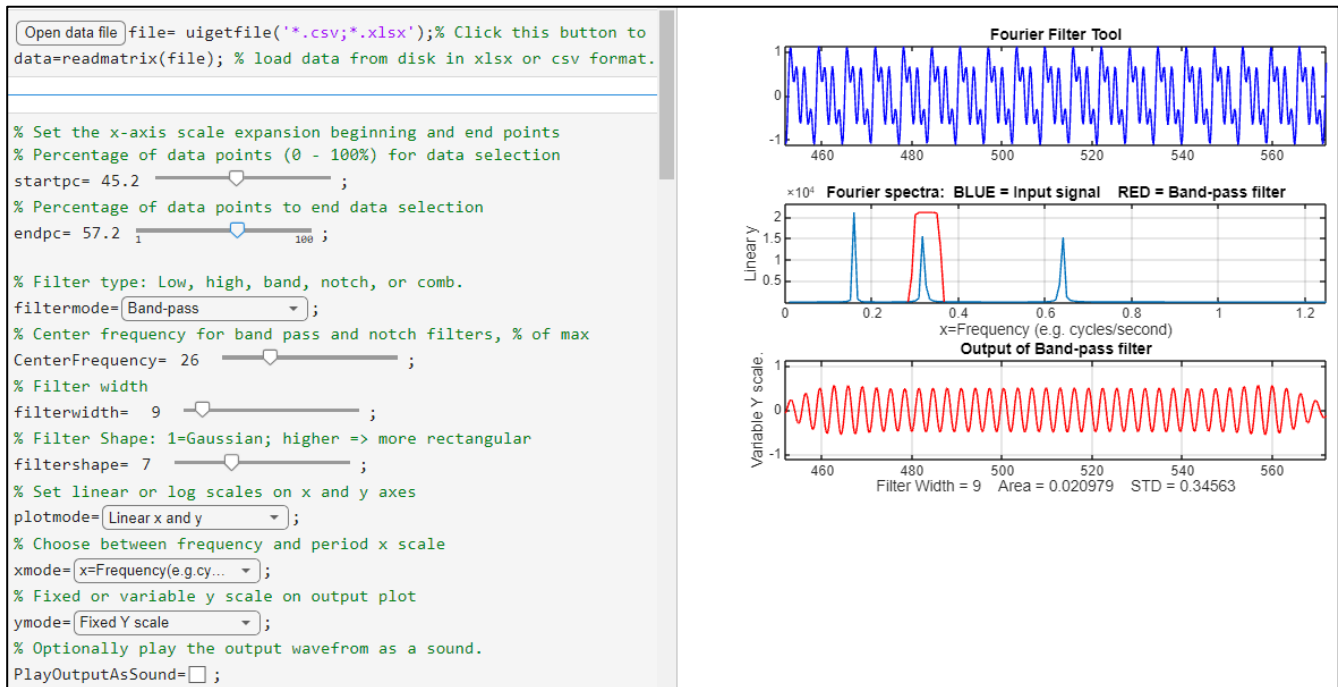 Open data file file= uigetfile('*.csv;*.xlsx');% Click this button to
data=readmatrix(file); % load data from disk in xlsx or csv format.
% Set the x-axis scale expansion beginning and end points
% Percentage of data points (0 - 100%) for data selection
startpc= 45.2 ;
% Percentage of data points to end data selection
endpc= 57.2 1 100 ;
% Filter type: Low, high, band, notch, or comb.
filtermode= Band-pass ;
% Center frequency for band pass and notch filters, % of max
CenterFrequency= 26 ;
% Filter width
filterwidth= 9 ;
% Filter Shape: 1=Gaussian; higher => more rectangular
filtershape= 7 ;
% Set linear or log scales on x and y axes
plotmode= Linear x and y ;
% Choose between frequency and period x scale
xmode= x=Frequency(e.g.cy... ;
% Fixed or variable y scale on output plot
ymode= Fixed Y scale ;
% Optionally play the output wavefrom as a sound.
PlayOutputAsSound= ;
Fourier Filter Tool
1
0
-1
460 480 500 520 540 560
×10⁴ Fourier spectra: BLUE = Input signal RED = Band-pass filter
Linear y
2
1.5
1
0.5
0 0.2 0.4 0.6 0.8 1 1.2
x=Frequency (e.g. cycles/second)
Output of Band-pass filter
Variable Y scale.
1
0
-1
460 480 500 520 540 560
Filter Width = 9 Area = 0.020979 STD = 0.34563